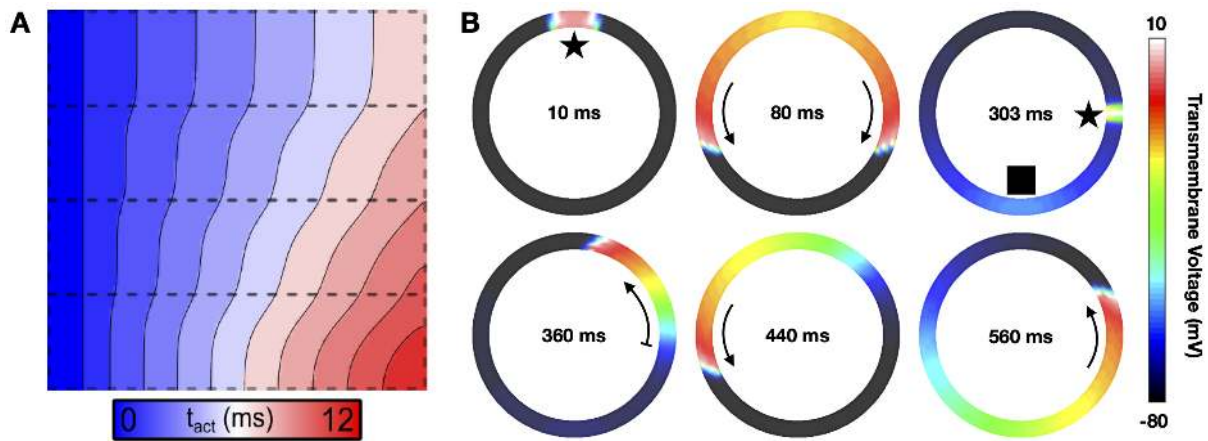 A
0 t_act (ms) 12
B
10 ms
80 ms
303 ms
360 ms
440 ms
560 ms
10
Transmembrane Voltage (mV)
-80